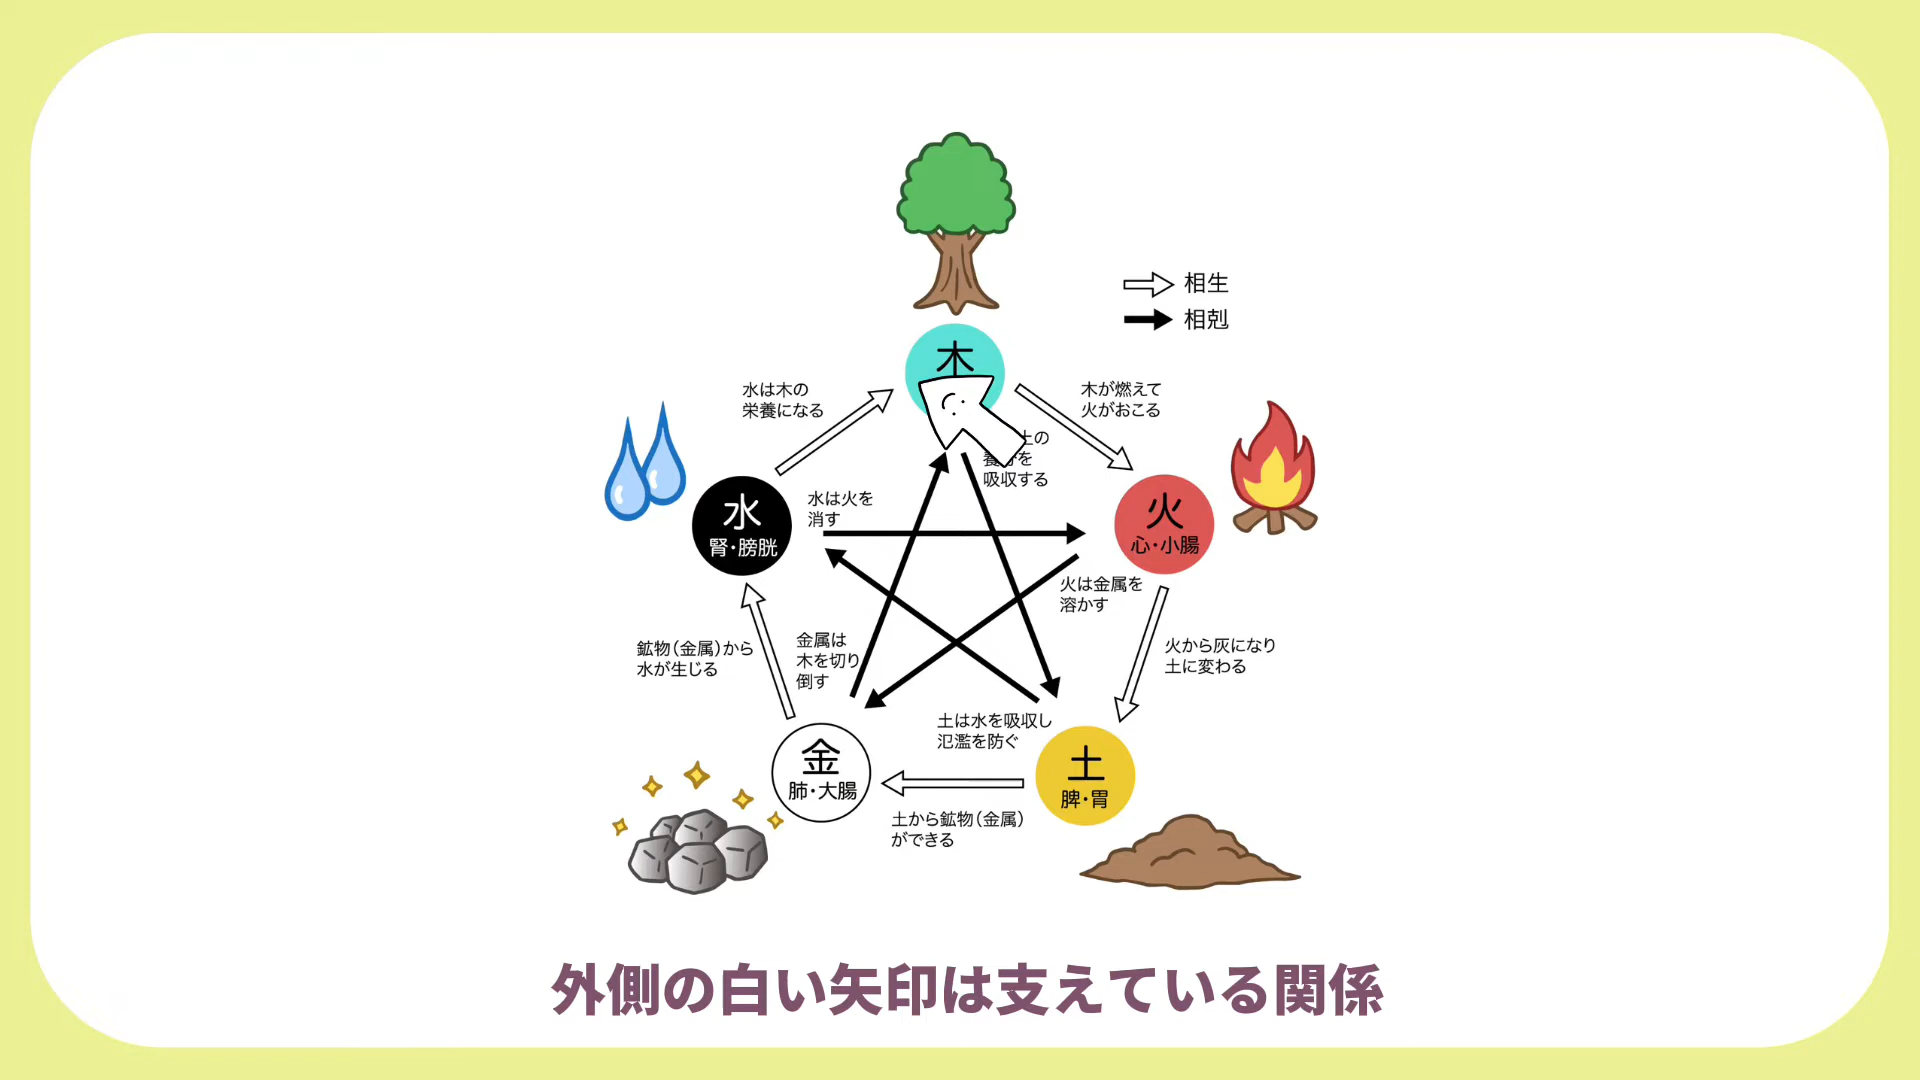 相生
相剋
木
水は木の
栄養になる
木が燃えて
火がおこる
土の
を
吸収する
水
腎・膀胱
水は火を
消す
火
心・小腸
火は金属を
溶かす
鉱物（金属）から
水が生じる
金属は
木を切り
倒す
火から灰になり
土に変わる
土は水を吸収し
氾濫を防ぐ
金
肺・大腸
土
脾・胃
土から鉱物（金属）
ができる
外側の白い矢印は支えている関係